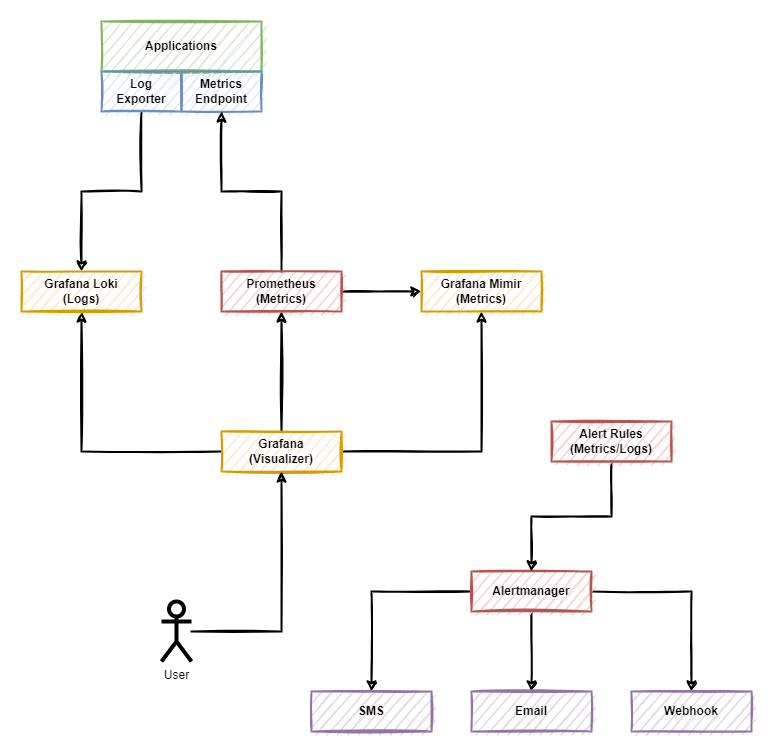 Applications
Log
Exporter
Metrics
Endpoint
Grafana Loki
(Logs)
Prometheus
(Metrics)
Grafana Mimir
(Metrics)
Grafana
(Visualizer)
Alert Rules
(Metrics/Logs)
Alertmanager
User
SMS
Email
Webhook